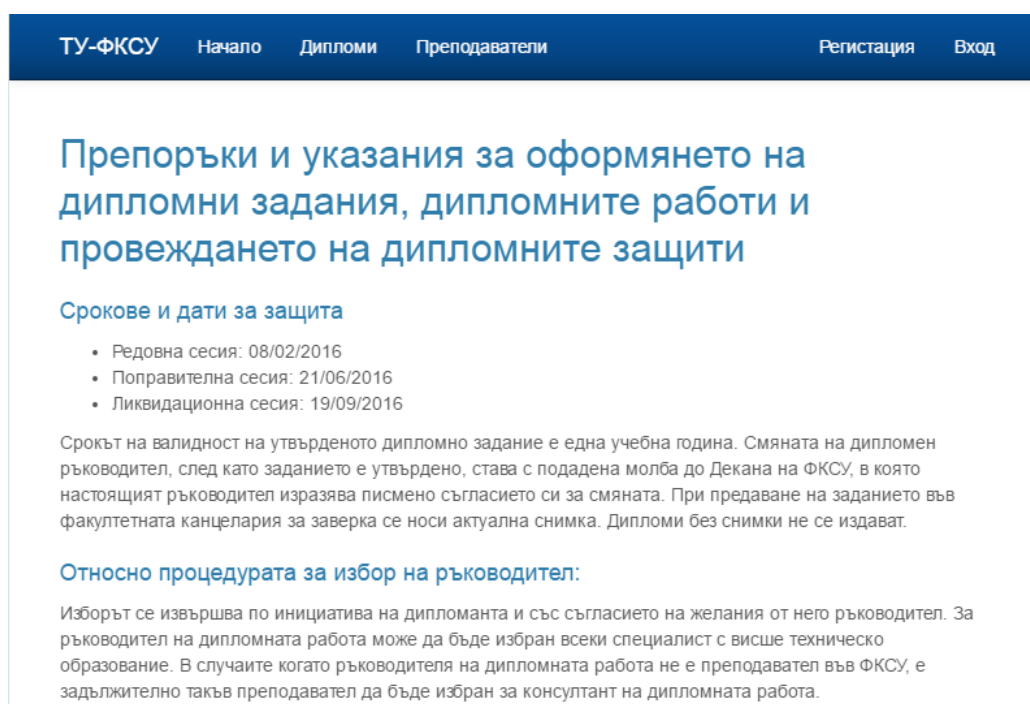 ТУ-ФКСУ Начало Дипломи Преподаватели Регистация Вход
Препоръки и указания за оформянето на
дипломни задания, дипломните работи и
провеждането на дипломните защити
Срокове и дати за защита
• Редовна сесия: 08/02/2016
• Поправителна сесия: 21/06/2016
• Ликвидационна сесия: 19/09/2016
Срокът на валидност на утвърденото дипломно задание е една учебна година. Смяната на дипломен
ръководител, след като заданието е утвърдено, става с подадена молба до Декана на ФКСУ, в която
настоящият ръководител изразява писмено съгласието си за смяната. При предаване на заданието във
факултетната канцелария за заверка се носи актуална снимка. Дипломи без снимки не се издават.
Относно процедурата за избор на ръководител:
Изборът се извършва по инициатива на дипломанта и със съгласието на желания от него ръководител. За
ръководител на дипломната работа може да бъде избран всеки специалист с висше техническо
образование. В случаите когато ръководителя на дипломната работа не е преподавател във ФКСУ, е
задължително такъв преподавател да бъде избран за консултант на дипломната работа.